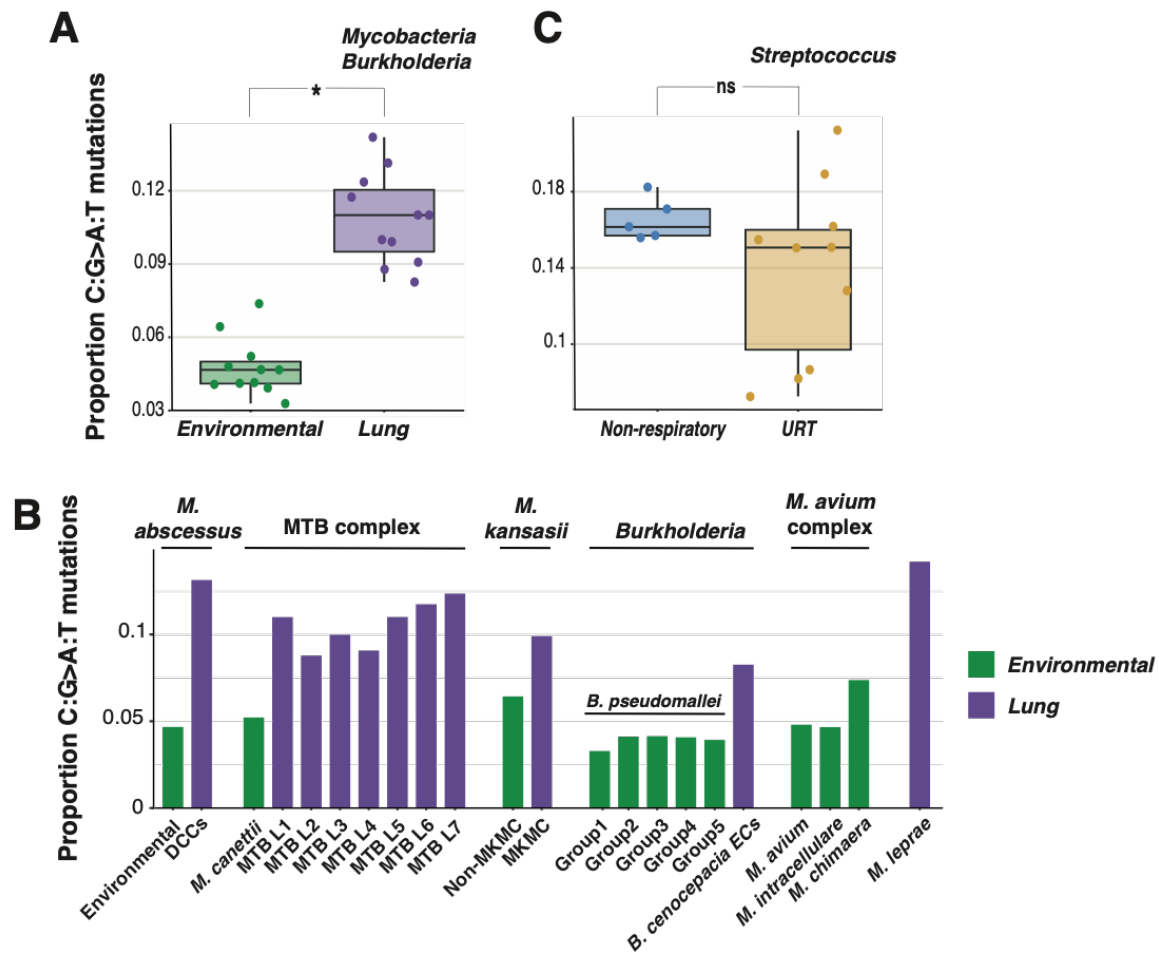 A
Mycobacteria
Burkholderia
*
Proportion C:G>A:T mutations
0.12
0.09
0.06
0.03
Environmental
Lung
C
Streptococcus
ns
0.18
0.14
0.1
Non-respiratory
URT
B
Proportion C:G>A:T mutations
M.
abscessus
MTB complex
M.
kansasii
Burkholderia
M. avium
complex
B. pseudomallei
0.1
0.05
0
Environmental
DCCs
M. canettii
MTB L1
MTB L2
MTB L3
MTB L4
MTB L5
MTB L6
MTB L7
Non-MKMC
MKMC
Group1
Group2
Group3
Group4
Group5
B. cenocepacia ECs
M. avium
M. intracellulare
M. chimaera
M. leprae
Environmental
Lung